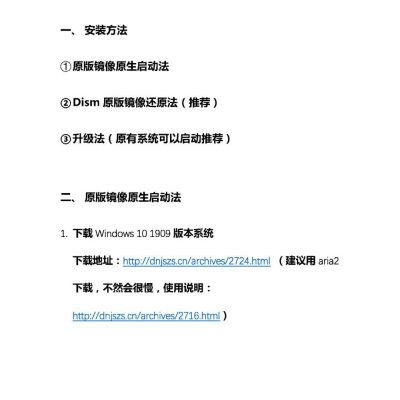 一、 安装方法
①原版镜像原生启动法
②Dism 原版镜像还原法（推荐）
③升级法（原有系统可以启动推荐）
二、 原版镜像原生启动法
1. 下载 Windows 10 1909 版本系统
下载地址：http://dnjszs.cn/archives/2724.html （建议用 aria2
下载，不然会很慢，使用说明：
http://dnjszs.cn/archives/2716.html）